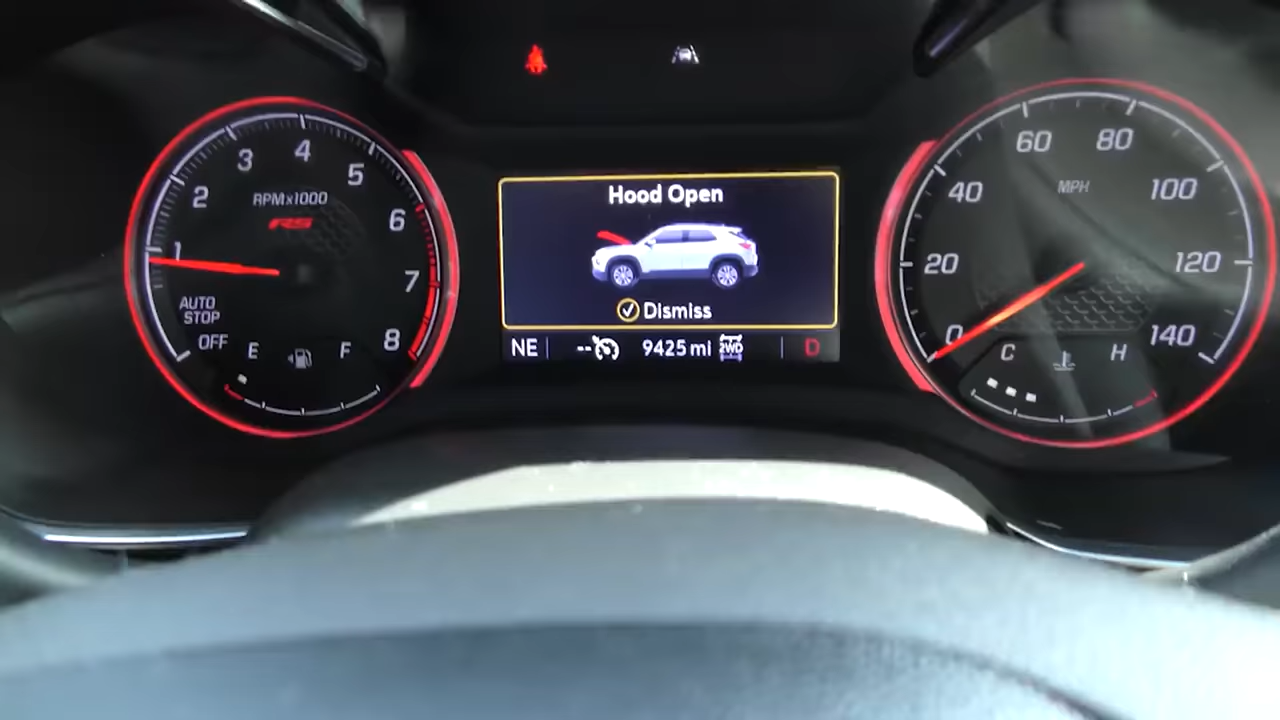 1
2
3
4
5
6
7
8
RPMx1000
RS
AUTO
STOP
OFF
E
F
Hood Open
Dismiss
NE
--
9425 mi
2WD
D
0
20
40
60
80
100
120
140
MPH
C
H